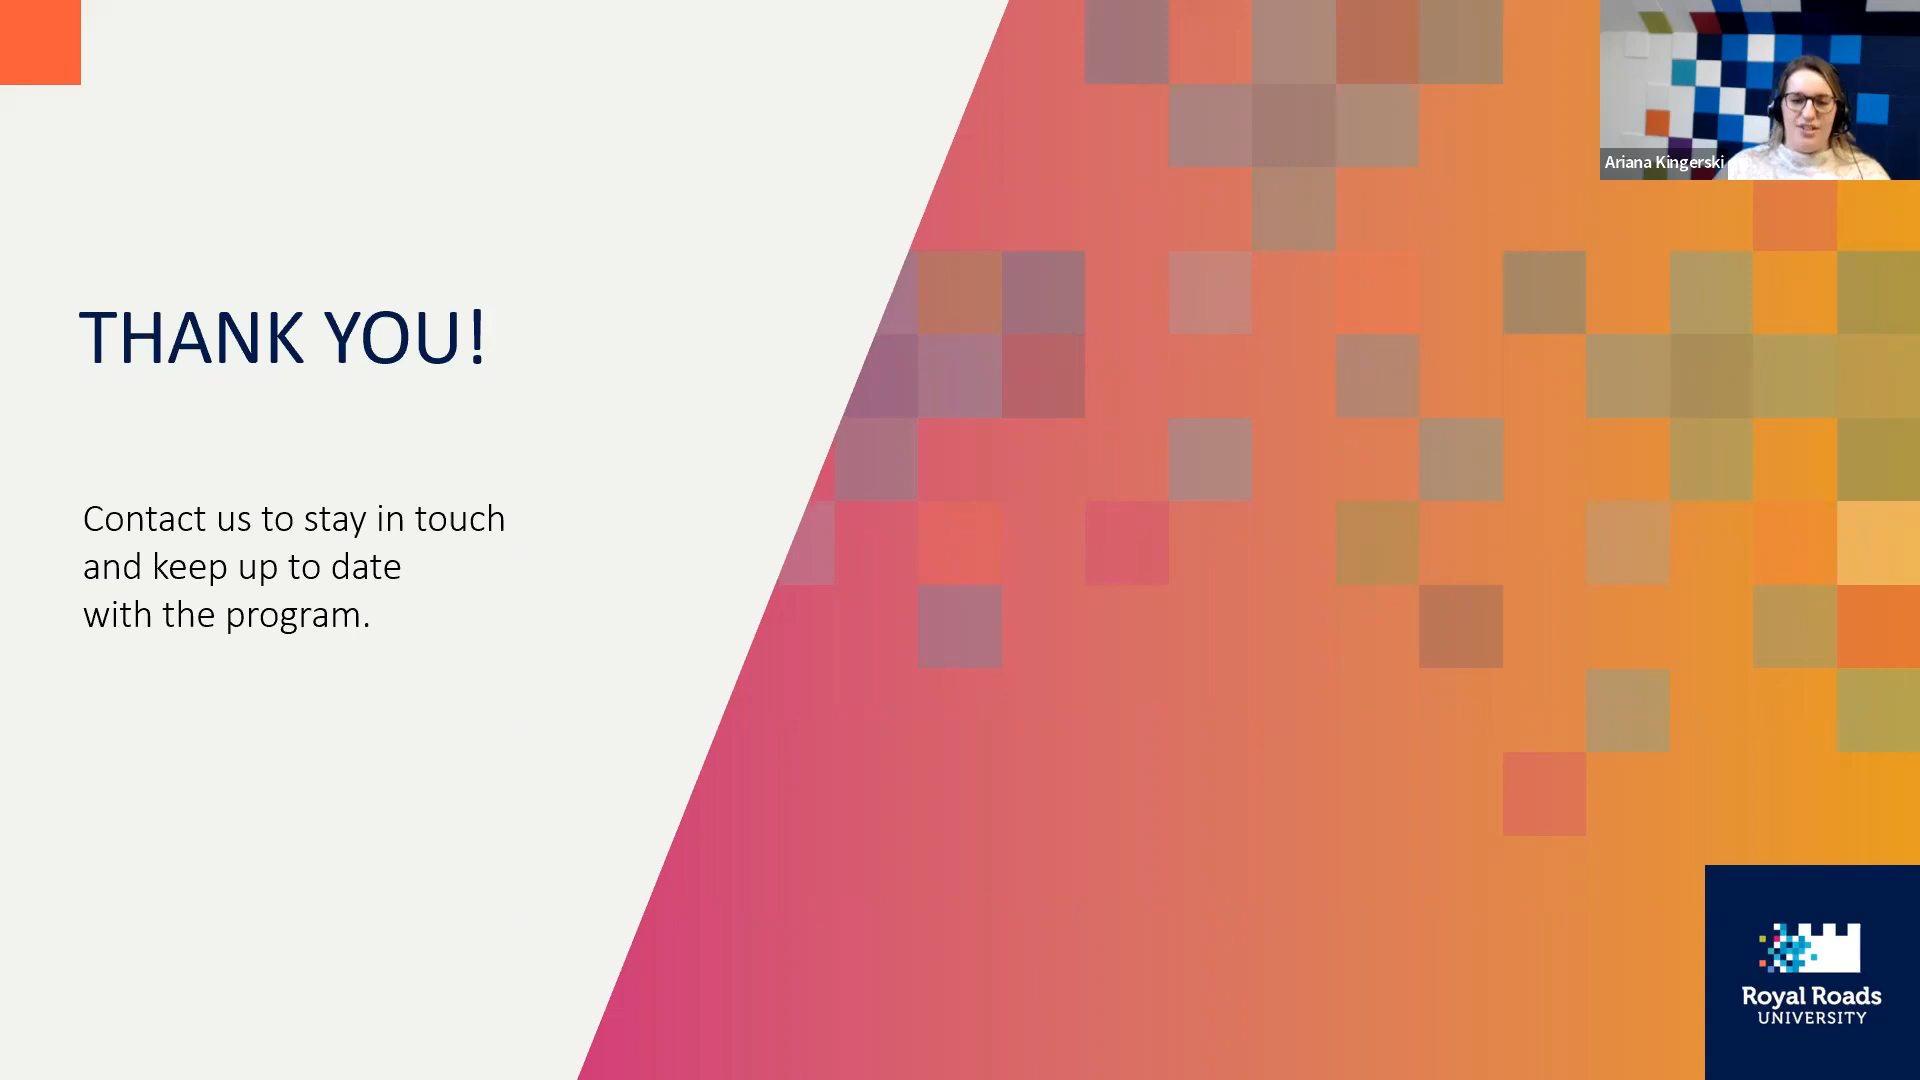 Ariana Kingerski
THANK YOU!
Contact us to stay in touch
and keep up to date
with the program.
Royal Roads
UNIVERSITY